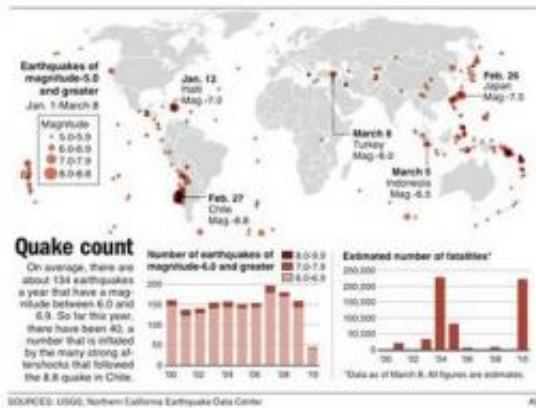 Earthquakes of
magnitude-5.0
and greater
Jan. 1-March 8
Magnitude
5.0-5.9
6.0-6.9
7.0-7.9
8.0-8.8
Jan. 12
Haiti
Mag.-7.0
Feb. 27
Chile
Mag.-8.8
March 8
Turkey
Mag.-6.0
March 5
Indonesia
Mag.-6.5
Feb. 26
Japan
Mag.-7.0
Quake count
On average, there are
about 134 earthquakes
a year that have a mag-
nitude between 6.0 and
6.9. So far this year,
there have been 40, a
number that is inflated
by the many strong af-
tershocks that followed
the 8.8 quake in Chile.
Number of earthquakes of
magnitude-6.0 and greater
8.0-9.9
7.0-7.9
6.0-6.9
200
150
100
50
0
'00
'02
'04
'06
'08
'10
Estimated number of fatalities*
250,000
200,000
150,000
100,000
50,000
0
'00
'02
'04
'06
'08
'10
*Data as of March 8. All figures are estimates.
SOURCES: USGS; Northern California Earthquake Data Center